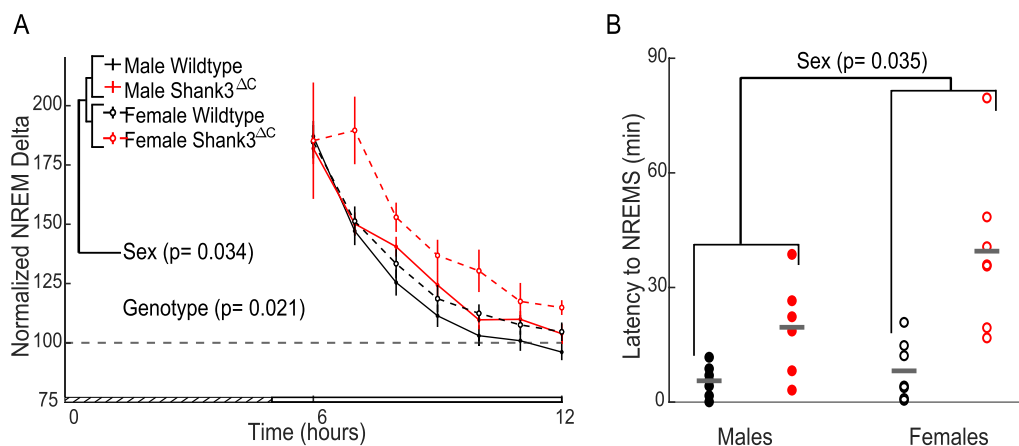 A
Normalized NREM Delta
200
175
150
125
100
75
Male Wildtype
Male Shank3ΔC
Female Wildtype
Female Shank3ΔC
Sex (p= 0.034)
Genotype (p= 0.021)
0
6
12
Time (hours)
B
Latency to NREMS (min)
90
60
30
0
Sex (p= 0.035)
Males
Females